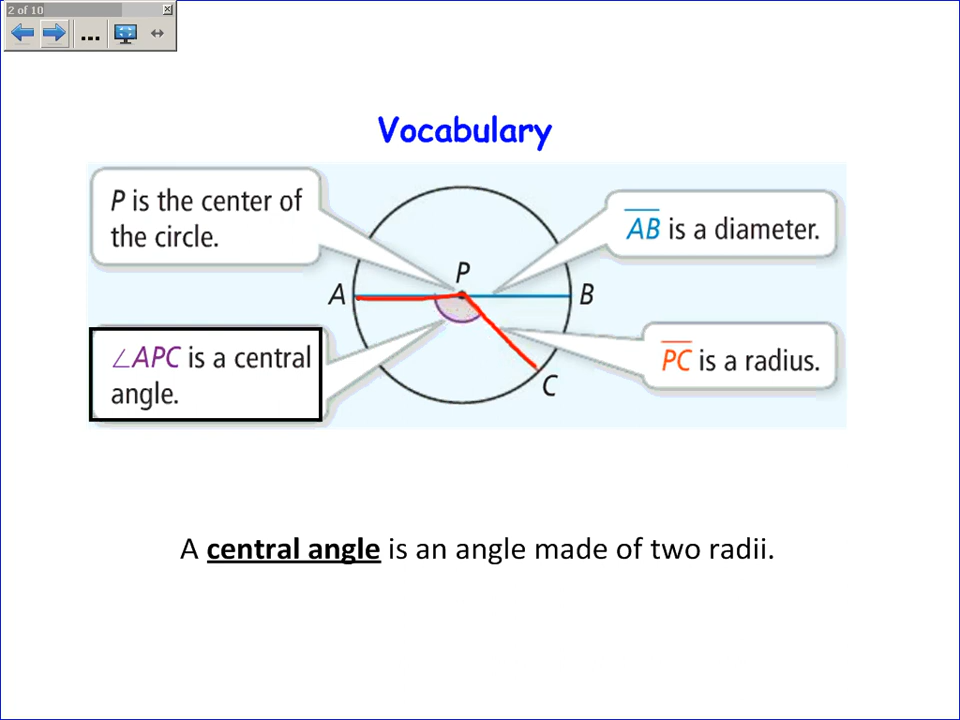 2 of 10
Vocabulary
P is the center of
the circle.
AB is a diameter.
P
A
B
∠APC is a central
angle.
PC is a radius.
C
A central angle is an angle made of two radii.